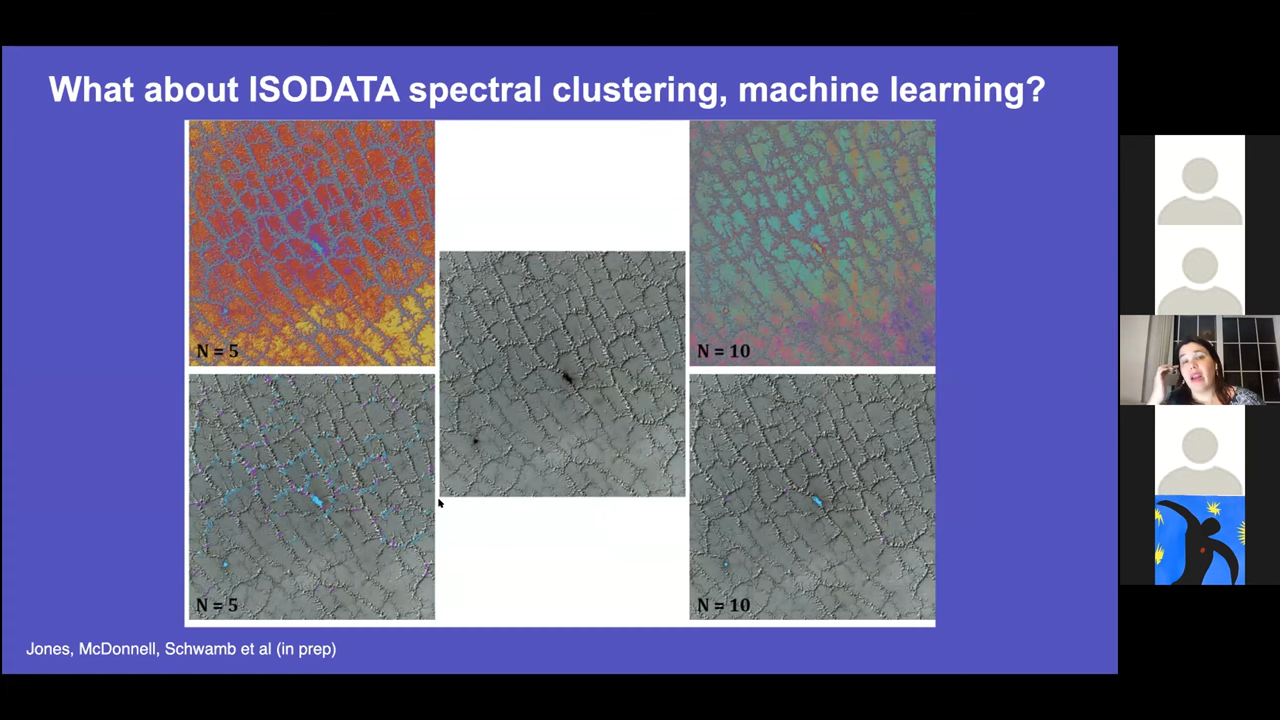 What about ISODATA spectral clustering, machine learning?
N = 5
N = 10
N = 5
N = 10
Jones, McDonnell, Schwamb et al (in prep)